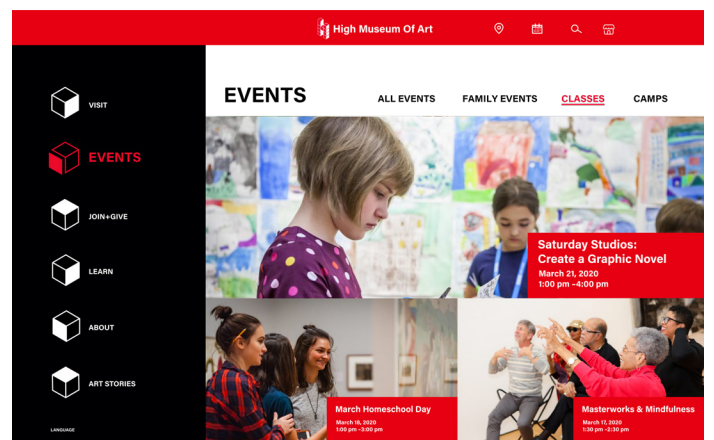 High Museum Of Art
VISIT
EVENTS
JOIN+GIVE
LEARN
ABOUT
ART STORIES
LANGUAGE
EVENTS
ALL EVENTS FAMILY EVENTS CLASSES CAMPS
Saturday Studios:
Create a Graphic Novel
March 21, 2020
1:00 pm -4:00 pm
March Homeschool Day
March 18, 2020
1:00 pm -3:00 pm
Masterworks & Mindfulness
March 17, 2020
1:30 pm -2:30 pm